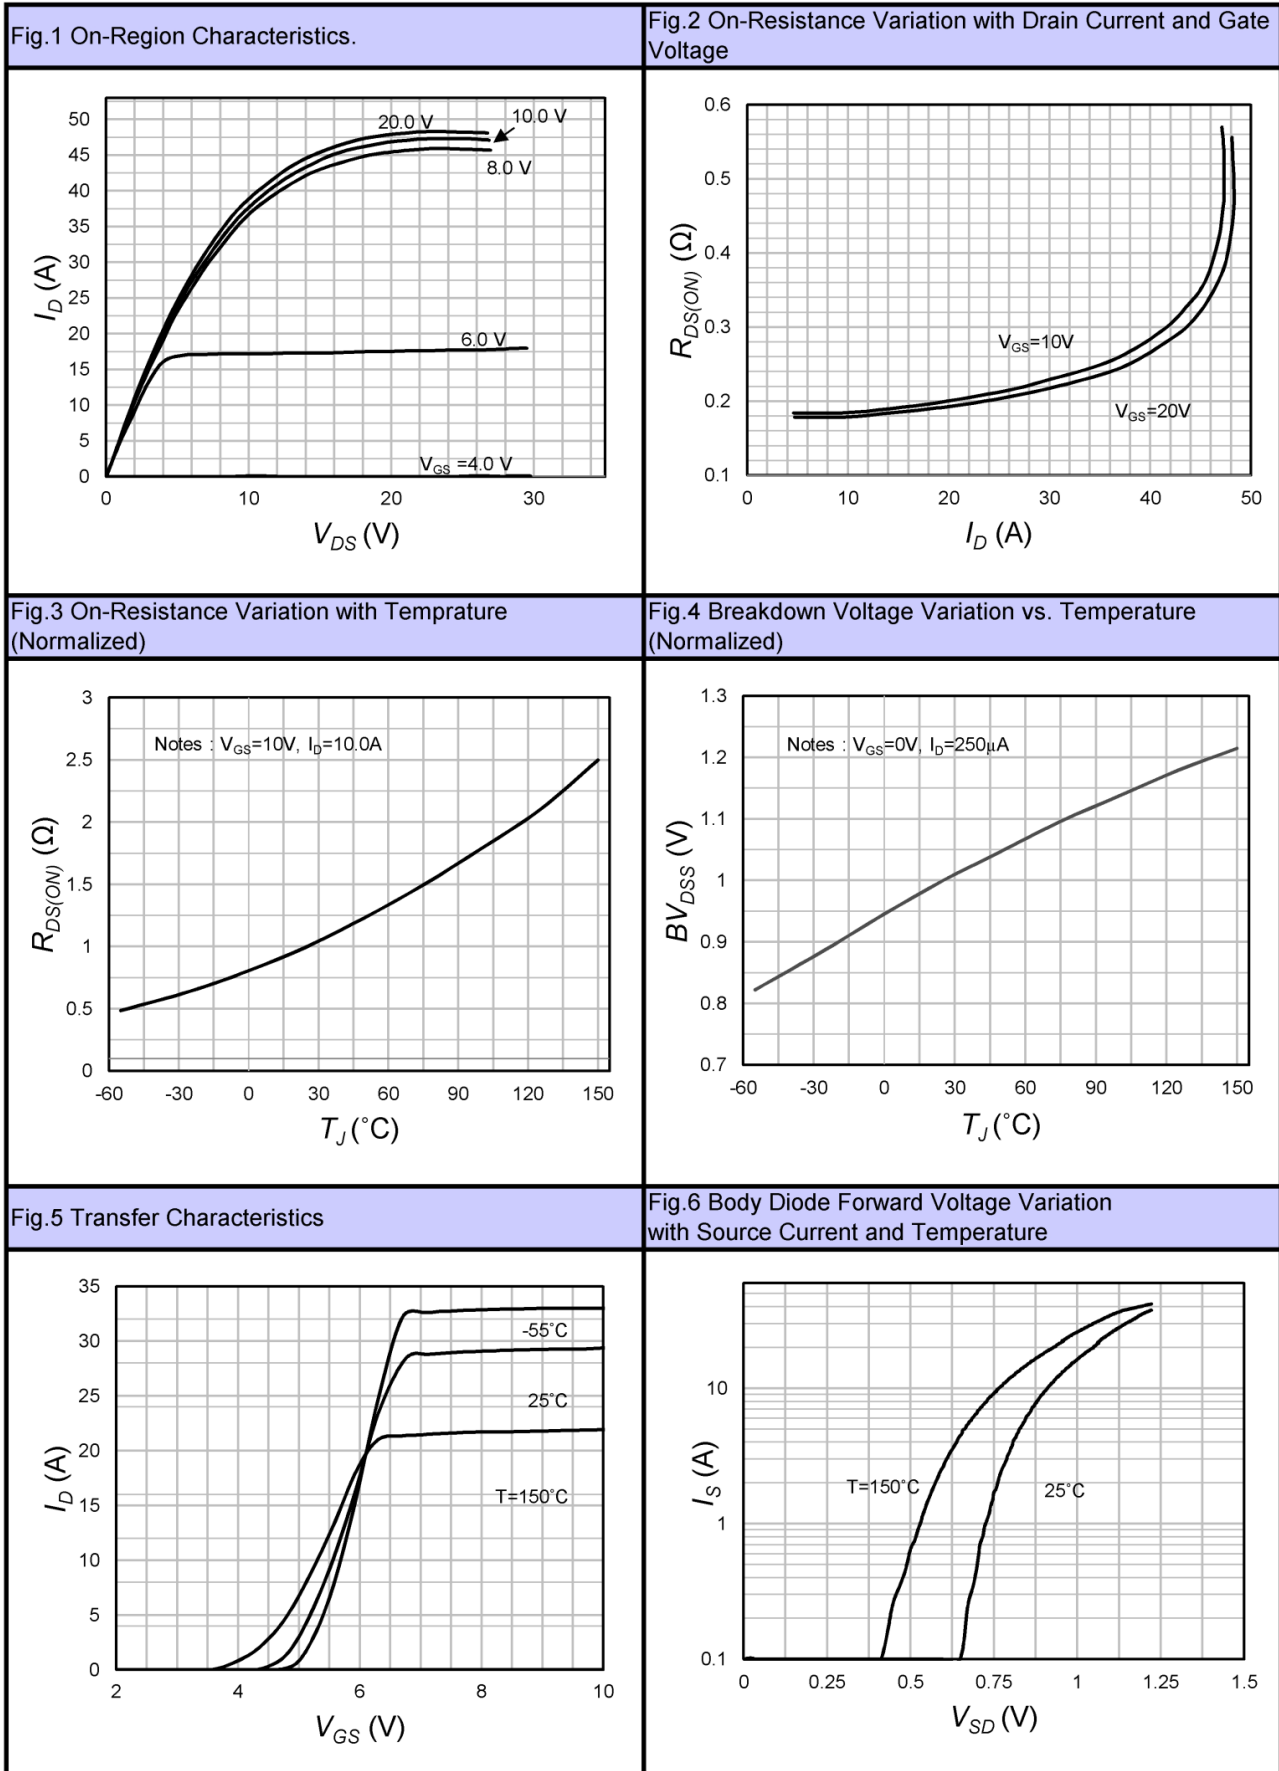 Fig.1 On-Region Characteristics.
Fig.2 On-Resistance Variation with Drain Current and Gate
Voltage
50
45
40
35
30
25
20
15
10
5
0
I_D (A)
20.0 V
10.0 V
8.0 V
6.0 V
V_GS =4.0 V
0 10 20 30
V_DS (V)
0.6
0.5
0.4
0.3
0.2
0.1
R_DS(ON) (Ω)
V_GS=10V
V_GS=20V
0 10 20 30 40 50
I_D (A)
Fig.3 On-Resistance Variation with Temprature
(Normalized)
Fig.4 Breakdown Voltage Variation vs. Temperature
(Normalized)
3
2.5
2
1.5
1
0.5
0
R_DS(ON) (Ω)
Notes : V_GS=10V, I_D=10.0A
-60 -30 0 30 60 90 120 150
T_J (°C)
1.3
1.2
1.1
1
0.9
0.8
0.7
BV_DSS (V)
Notes : V_GS=0V, I_D=250µA
-60 -30 0 30 60 90 120 150
T_J (°C)
Fig.5 Transfer Characteristics
Fig.6 Body Diode Forward Voltage Variation
with Source Current and Temperature
35
30
25
20
15
10
5
0
I_D (A)
-55°C
25°C
T=150°C
2 4 6 8 10
V_GS (V)
10
1
0.1
I_S (A)
T=150°C
25°C
0 0.25 0.5 0.75 1 1.25 1.5
V_SD (V)